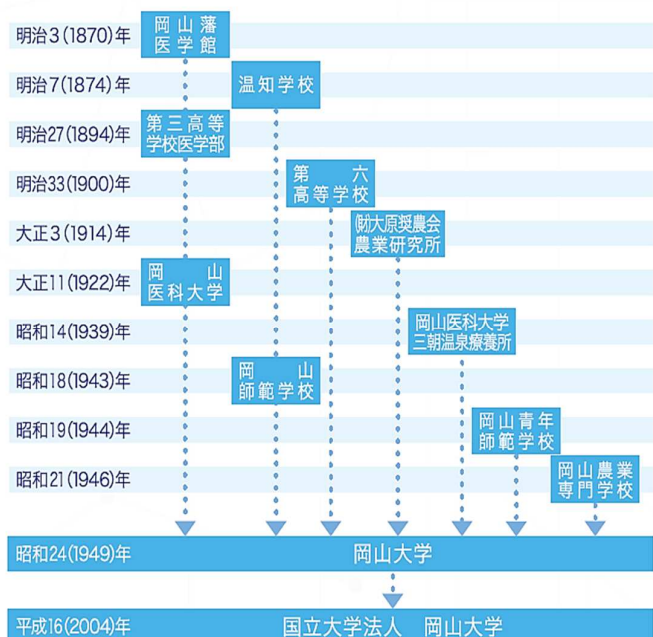 明治3(1870)年
岡山藩
医学館
明治7(1874)年
温知学校
明治27(1894)年
第三高等
学校医学部
明治33(1900)年
第六
高等学校
大正3(1914)年
(財)大原奨農会
農業研究所
大正11(1922)年
岡山
医科大学
昭和14(1939)年
岡山医科大学
三朝温泉療養所
昭和18(1943)年
岡山
師範学校
昭和19(1944)年
岡山青年
師範学校
昭和21(1946)年
岡山農業
専門学校
昭和24(1949)年 岡山大学
平成16(2004)年 国立大学法人 岡山大学